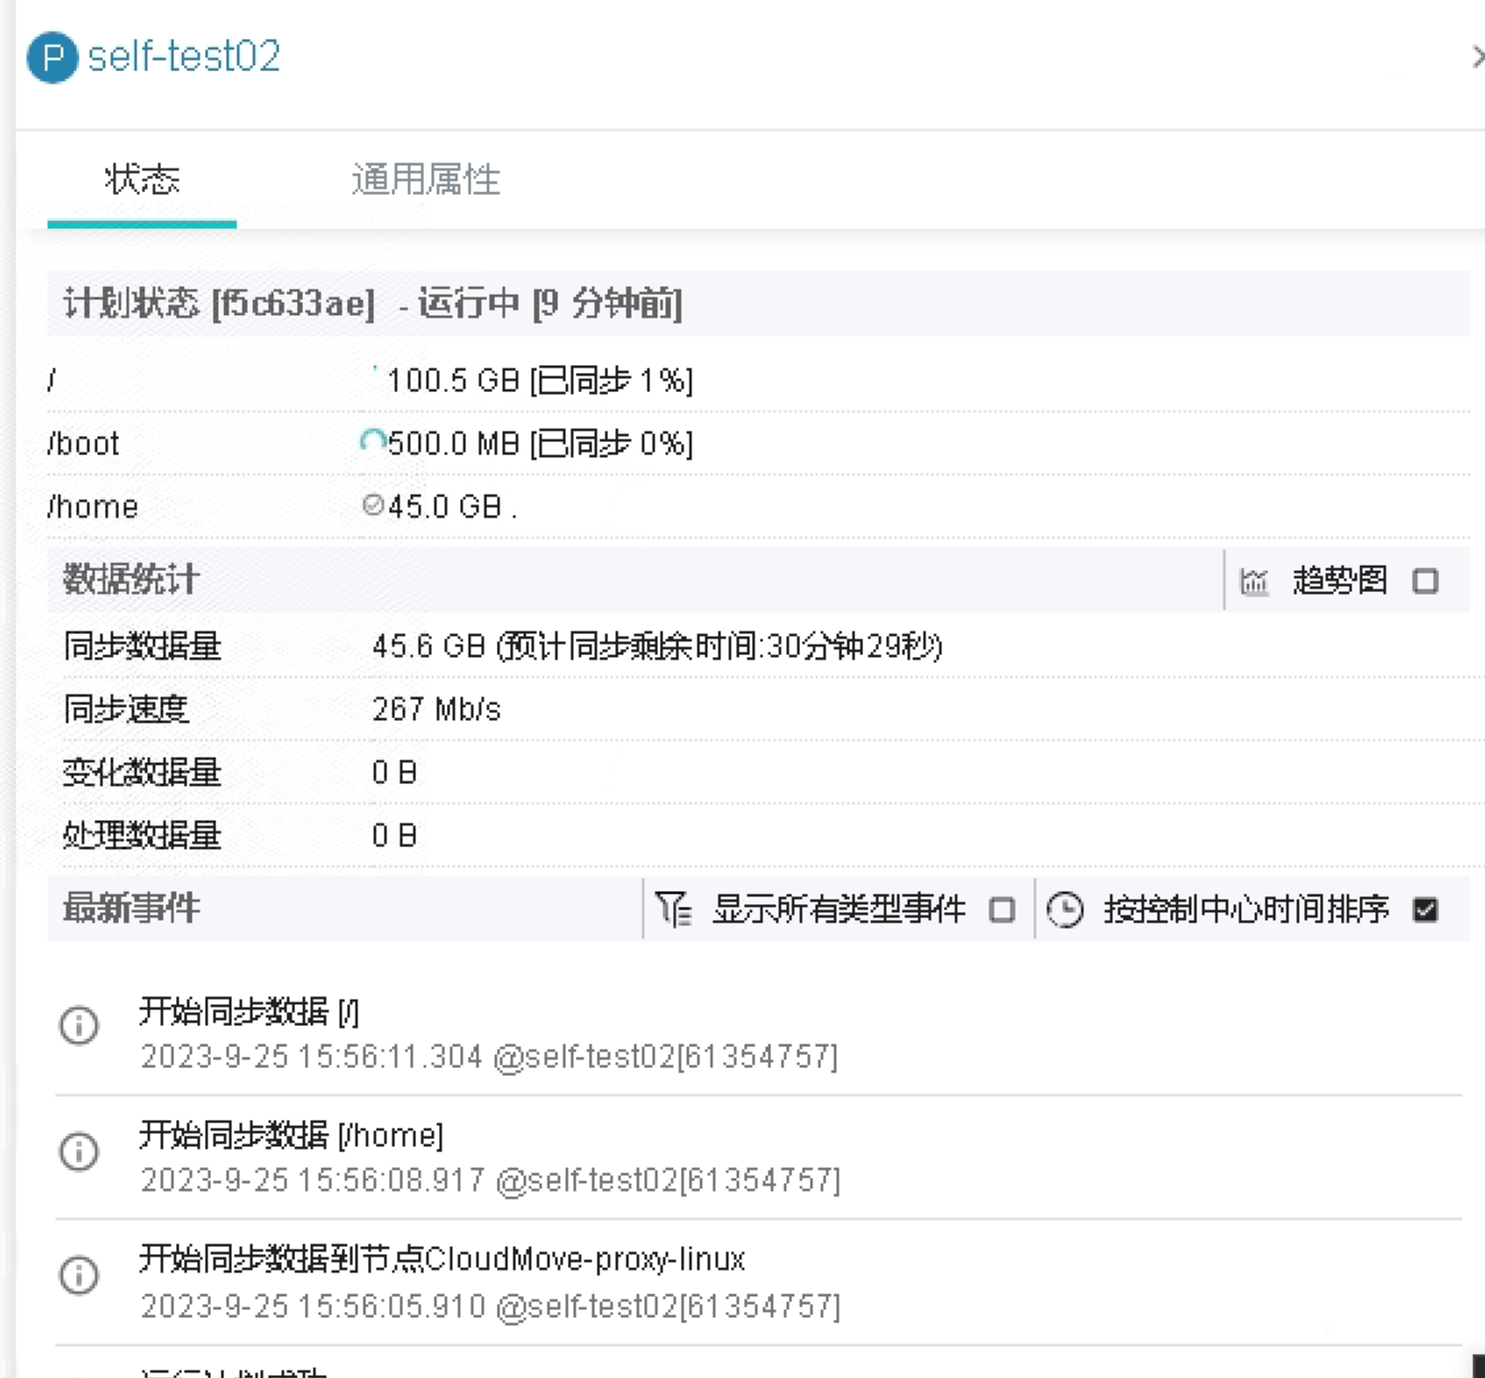 P self-test02
状态 通用属性
计划状态 [f5c633ae] - 运行中 [9 分钟前]
/ 100.5 GB [已同步 1%]
/boot 500.0 MB [已同步 0%]
/home 45.0 GB .
数据统计 趋势图
同步数据量 45.6 GB (预计同步剩余时间:30分钟29秒)
同步速度 267 Mb/s
变化数据量 0 B
处理数据量 0 B
最新事件 显示所有类型事件 按控制中心时间排序
开始同步数据 [/]
2023-9-25 15:56:11.304 @self-test02[61354757]
开始同步数据 [/home]
2023-9-25 15:56:08.917 @self-test02[61354757]
开始同步数据到节点CloudMove-proxy-linux
2023-9-25 15:56:05.910 @self-test02[61354757]